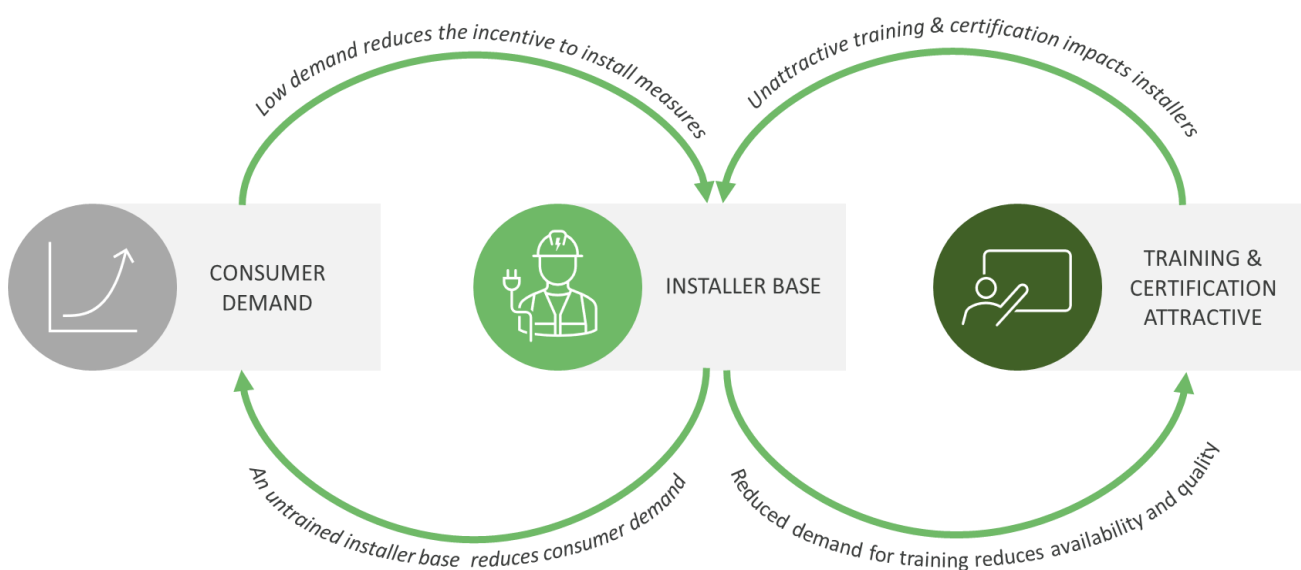 Low demand reduces the incentive to install measures
Unattractive training & certification impacts installers
CONSUMER
DEMAND
INSTALLER BASE
TRAINING &
CERTIFICATION
ATTRACTIVE
An untrained installer base reduces consumer demand
Reduced demand for training reduces availability and quality